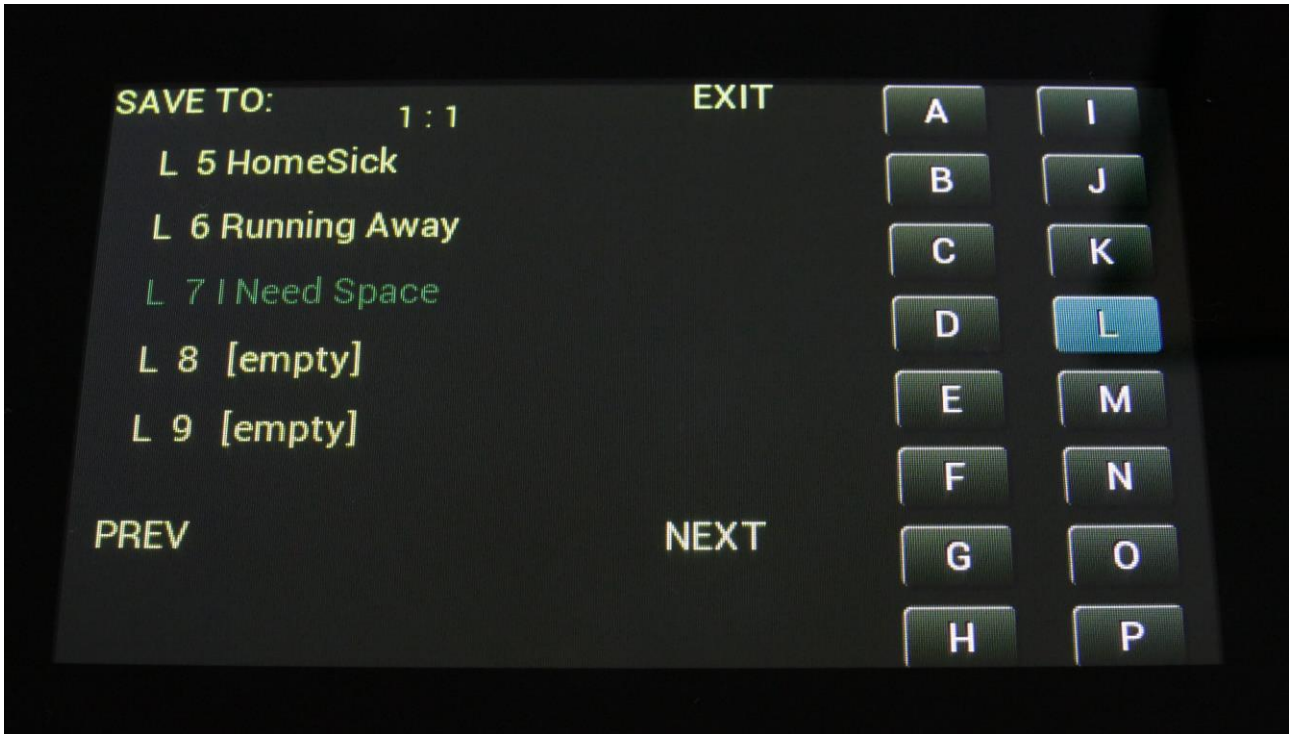 SAVE TO: 1 : 1 EXIT
L 5 HomeSick
L 6 Running Away
L 7 I Need Space
L 8 [empty]
L 9 [empty]
PREV NEXT
A I
B J
C K
D L
E M
F N
G O
H P